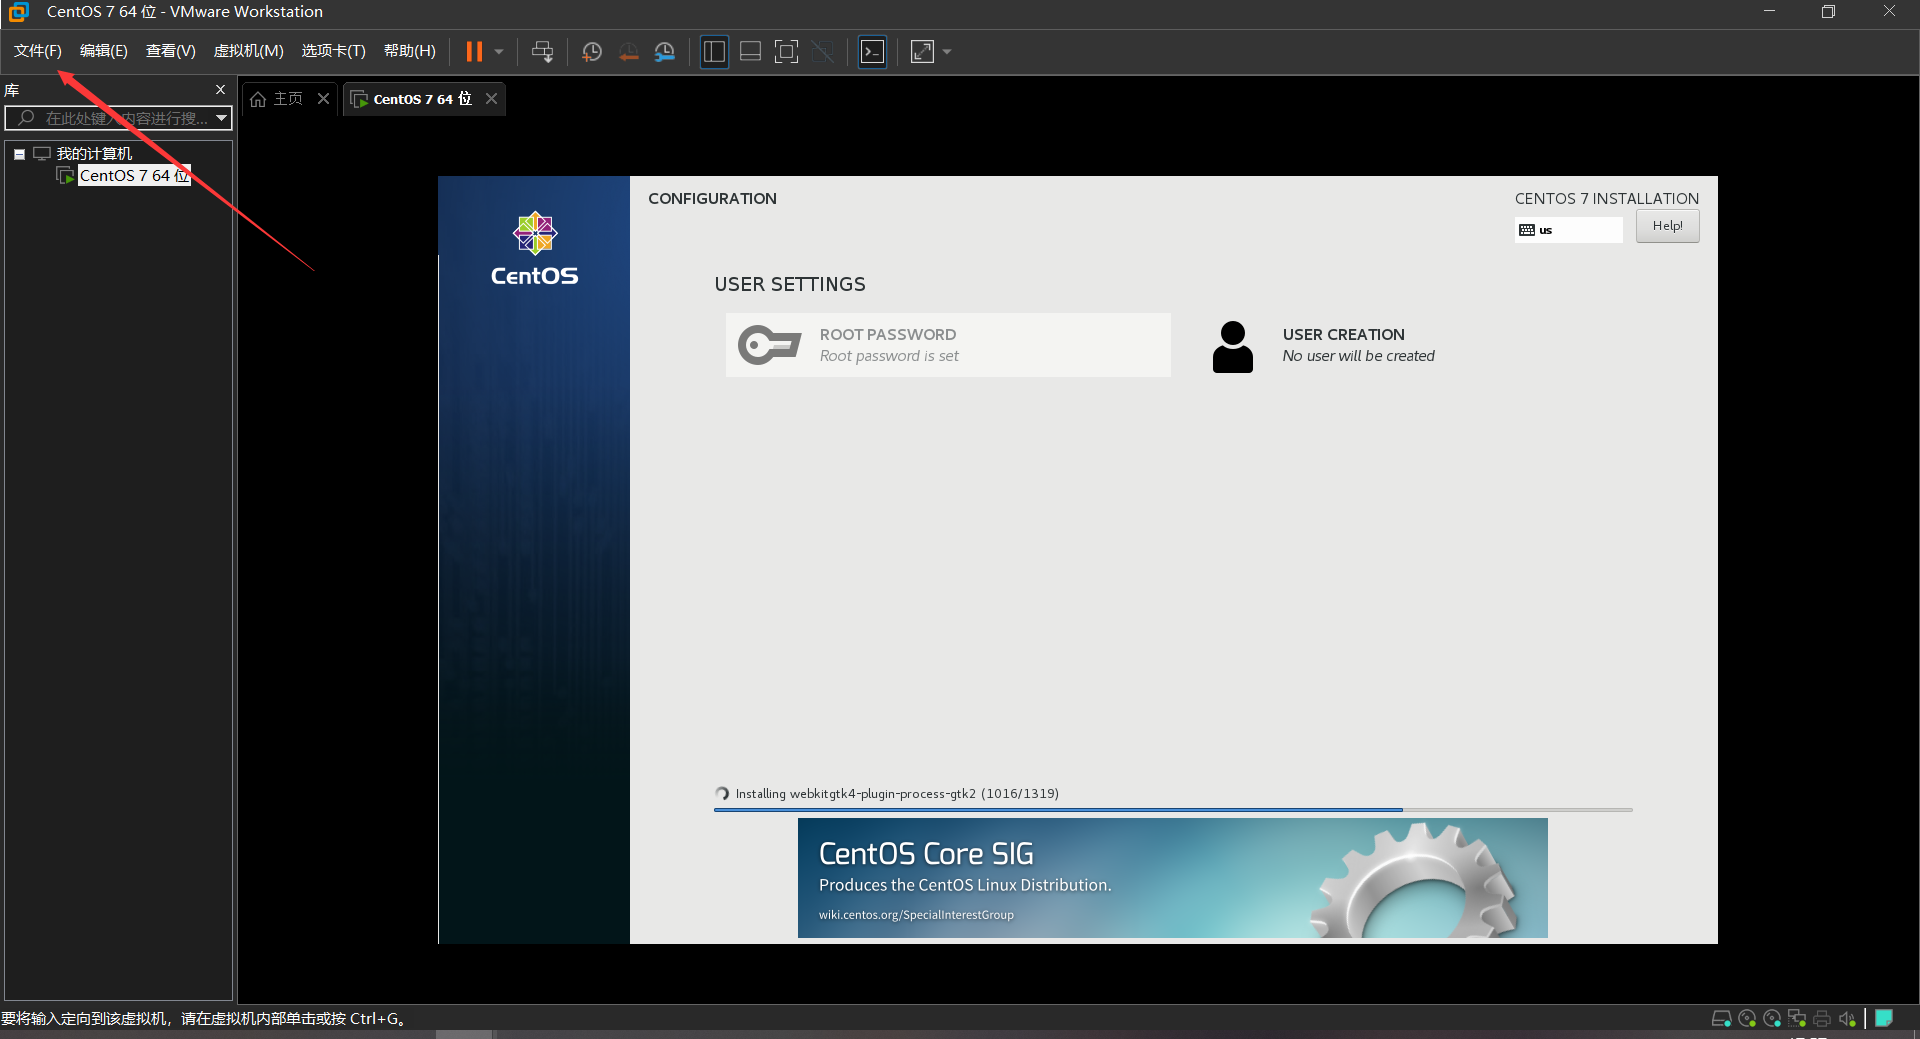 CentOS 7 64 位 - VMware Workstation
文件(F) 编辑(E) 查看(V) 虚拟机(M) 选项卡(T) 帮助(H)
库
在此处键入内容进行搜...
我的计算机
CentOS 7 64 位
主页
CentOS 7 64 位
CentOS
CONFIGURATION
CENTOS 7 INSTALLATION
us
Help!
USER SETTINGS
ROOT PASSWORD
Root password is set
USER CREATION
No user will be created
Installing webkitgtk4-plugin-process-gtk2 (1016/1319)
CentOS Core SIG
Produces the CentOS Linux Distribution.
wiki.centos.org/SpecialInterestGroup
要将输入定向到该虚拟机，请在虚拟机内部单击或按 Ctrl+G。